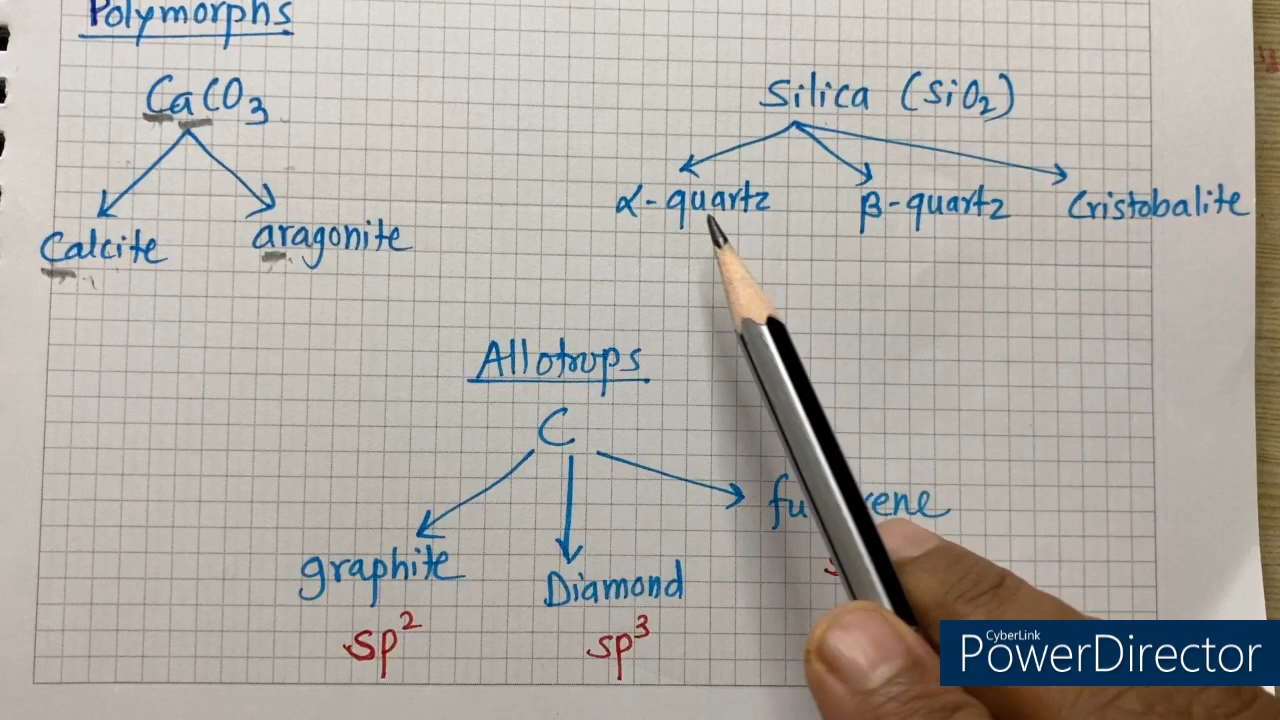 Polymorphs
CaCO3
Silica (SiO2)
Calcite
aragonite
α-quartz
β-quartz
Cristobalite
Allotrops
C
graphite
Diamond
sp2
sp3
CyberLink
PowerDirector